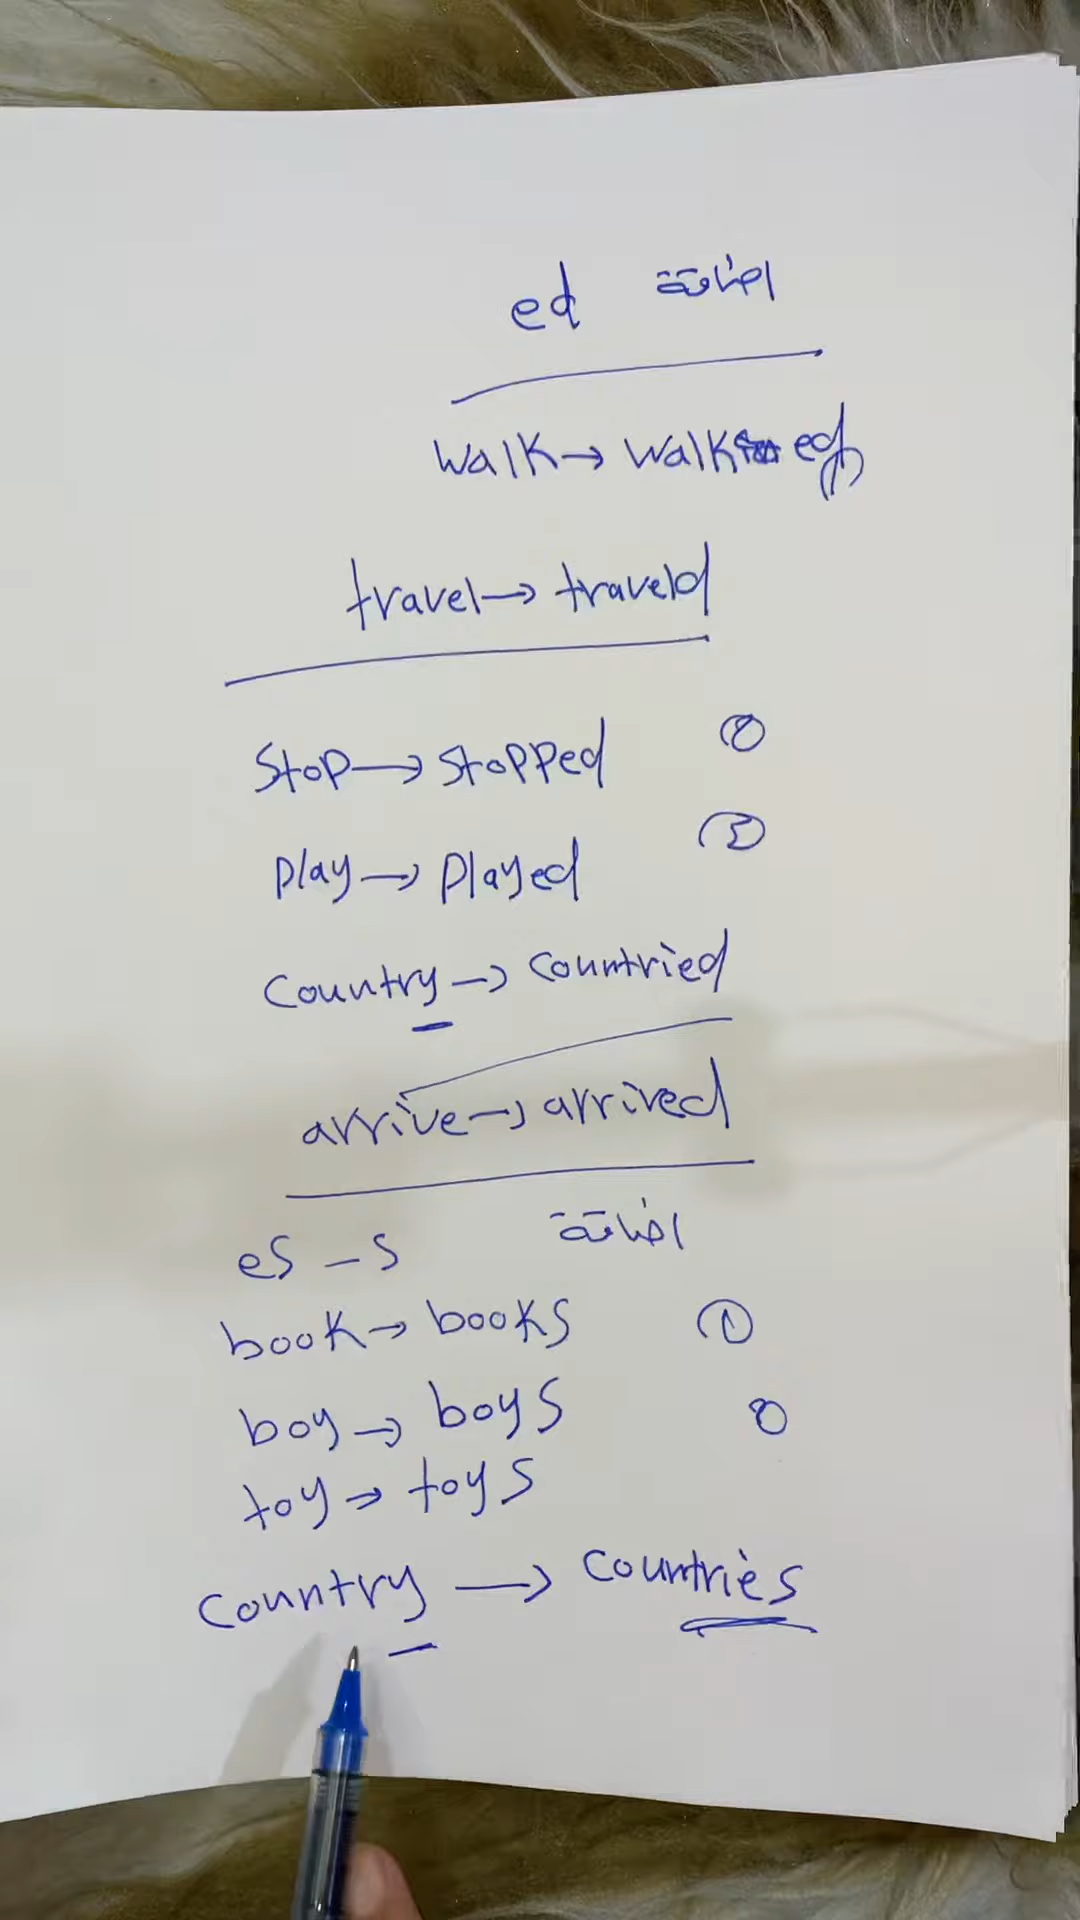 اضافة ed
walk → walked
travel → traveld
Stop → stopped
play → played
Country → countried
arrive → arrived
اضافة es - s
book → books ①
boy → boys
toy → toys
Country → countries